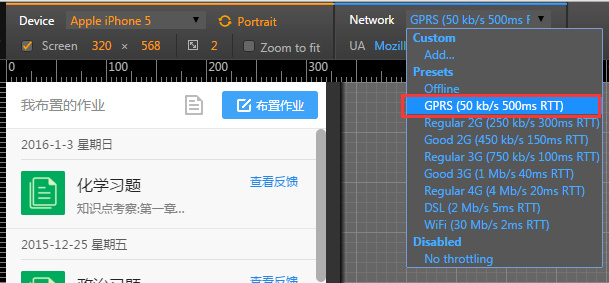 Device Apple iPhone 5 Portrait Network GPRS (50 kb/s 500ms
Screen 320 × 568 2 Zoom to fit UA Mozill
0 100 200 300
我布置的作业 布置作业
2016-1-3 星期日
化学习题 查看反馈
知识点考察:第一章...
2015-12-25 星期五
政治习题 查看反馈
Custom
Add...
Presets
Offline
GPRS (50 kb/s 500ms RTT)
Regular 2G (250 kb/s 300ms RTT)
Good 2G (450 kb/s 150ms RTT)
Regular 3G (750 kb/s 100ms RTT)
Good 3G (1 Mb/s 40ms RTT)
Regular 4G (4 Mb/s 20ms RTT)
DSL (2 Mb/s 5ms RTT)
WiFi (30 Mb/s 2ms RTT)
Disabled
No throttling